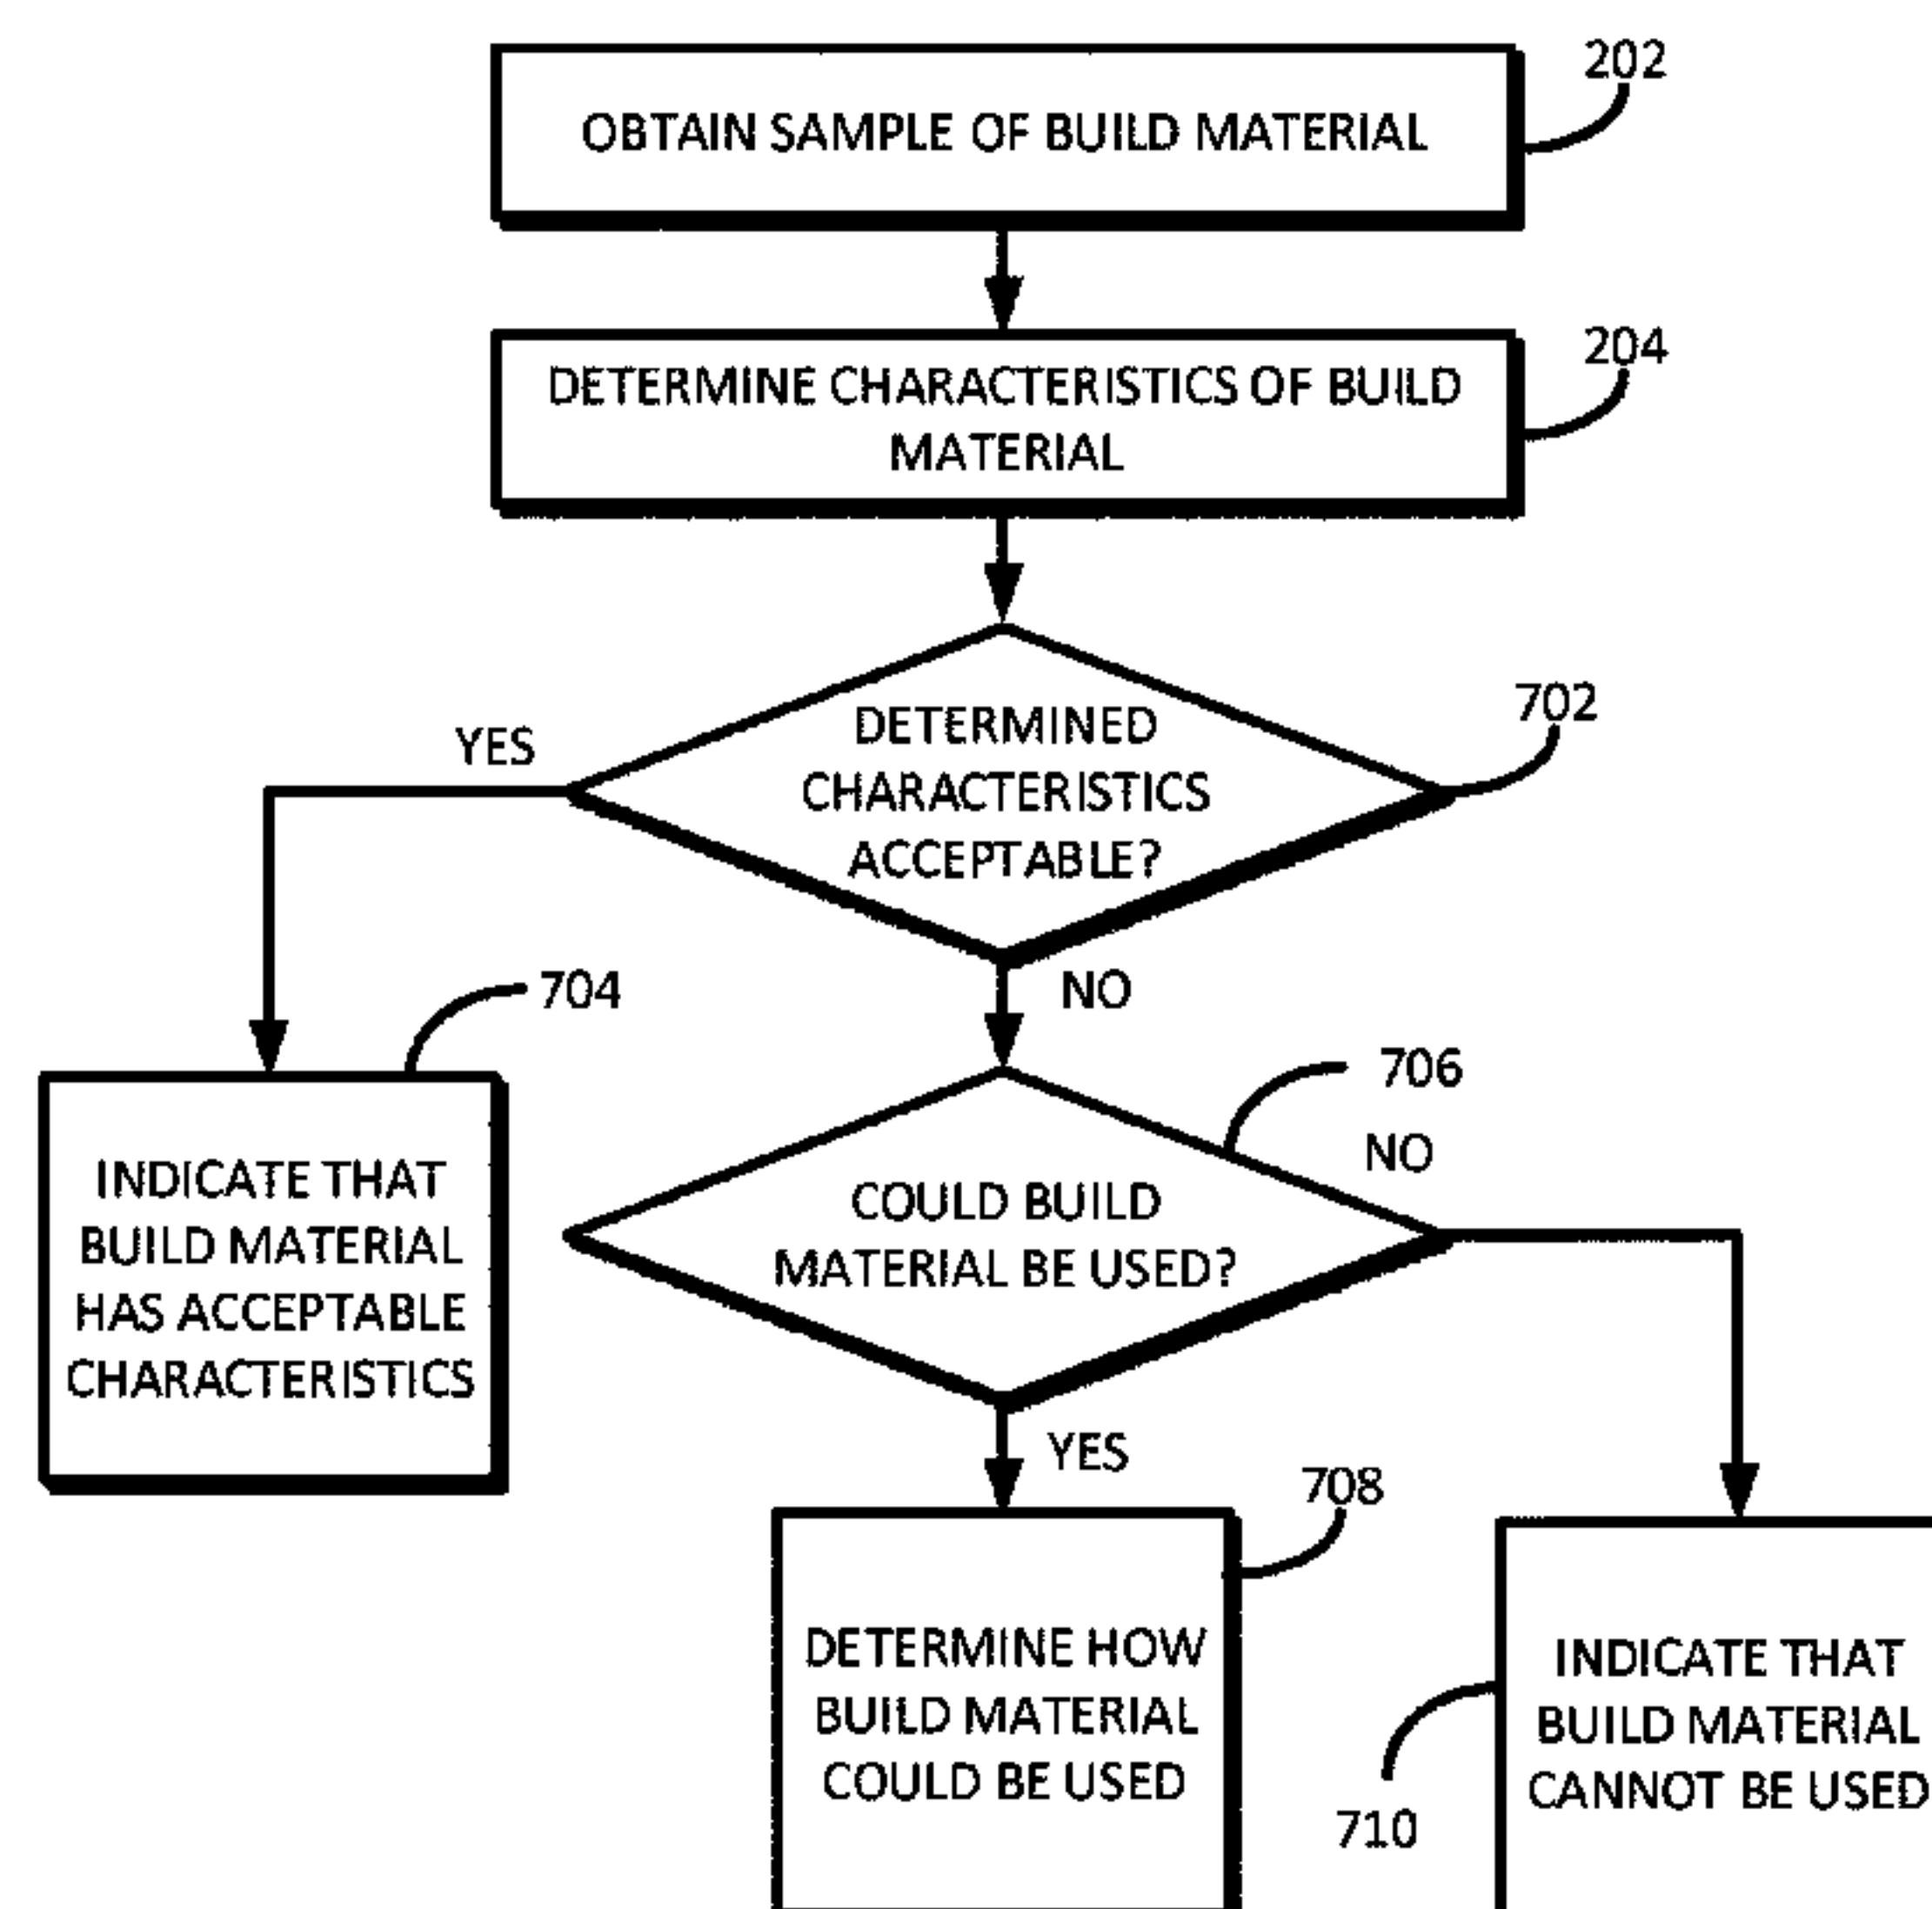 202
OBTAIN SAMPLE OF BUILD MATERIAL
204
DETERMINE CHARACTERISTICS OF BUILD
MATERIAL
702
YES
DETERMINED
CHARACTERISTICS
ACCEPTABLE?
704
NO
706
NO
INDICATE THAT
BUILD MATERIAL
HAS ACCEPTABLE
CHARACTERISTICS
COULD BUILD
MATERIAL BE USED?
YES
708
DETERMINE HOW
BUILD MATERIAL
COULD BE USED
INDICATE THAT
BUILD MATERIAL
CANNOT BE USED
710